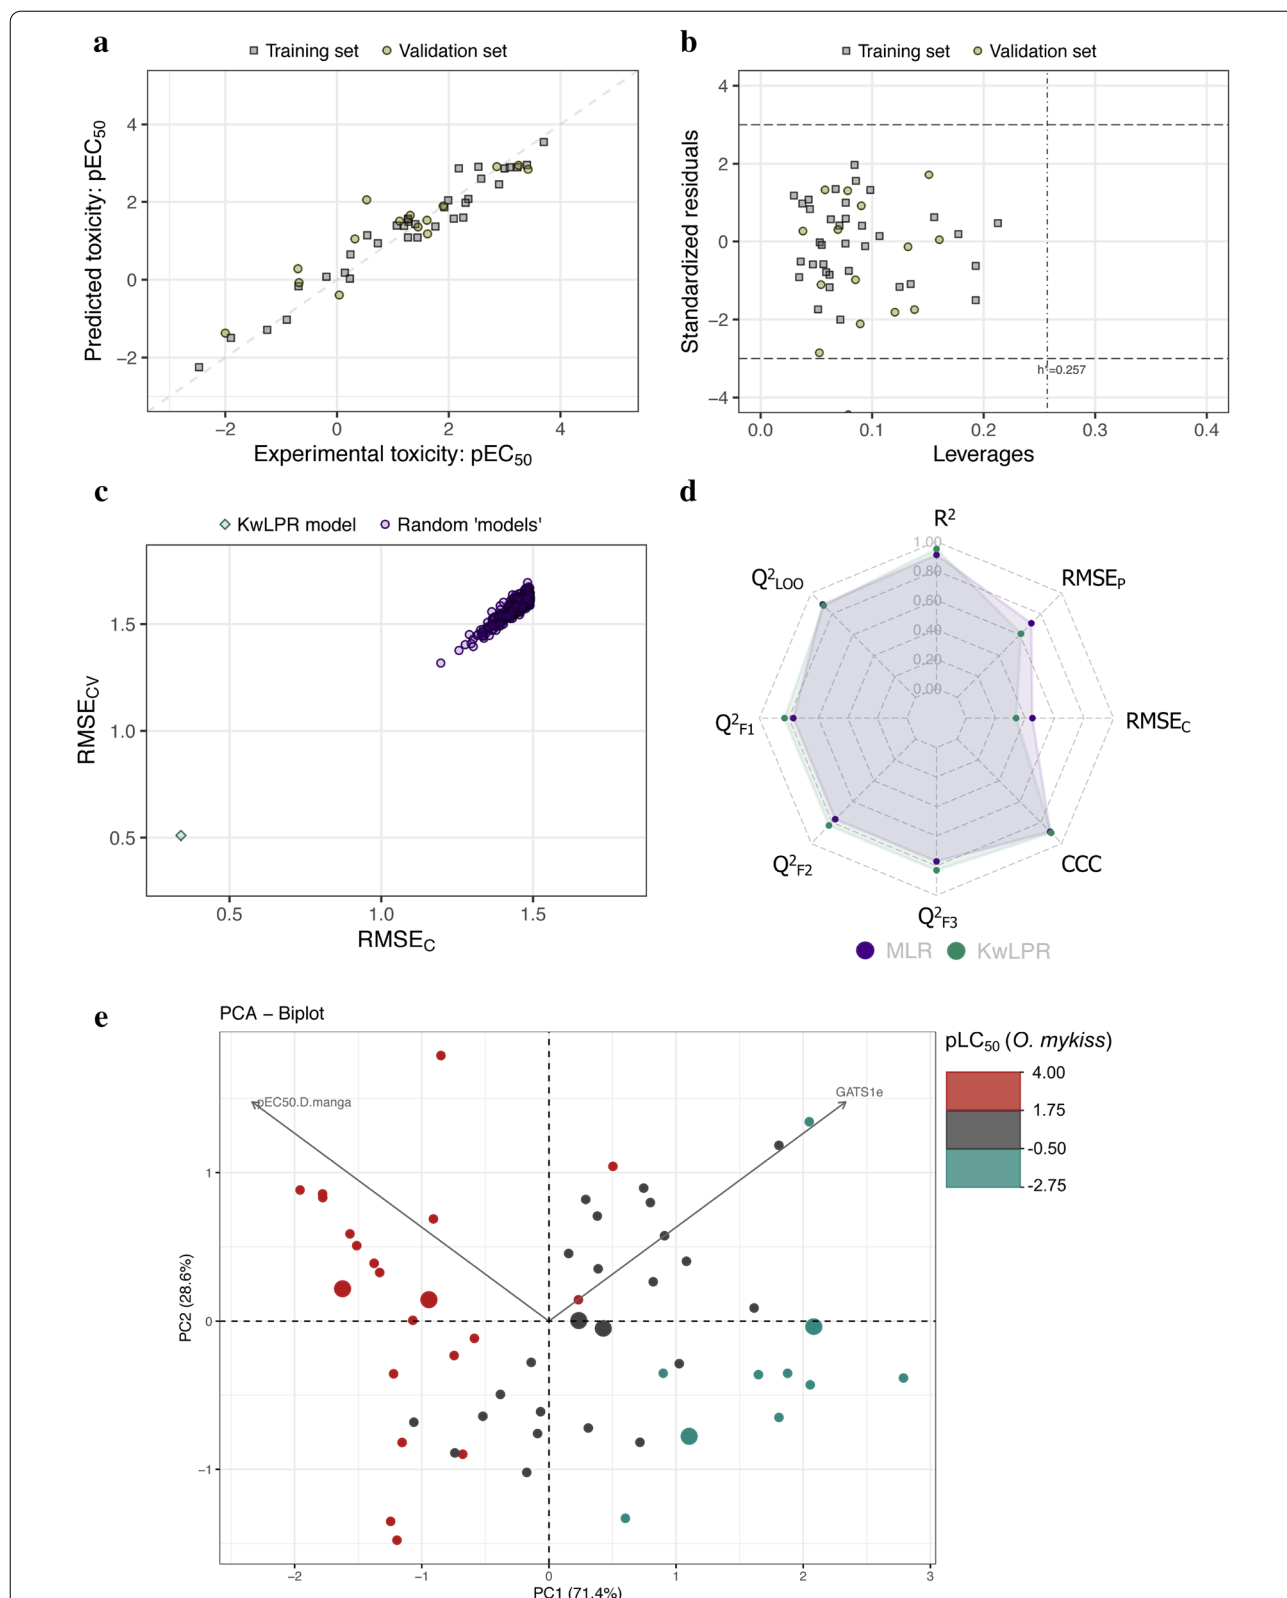 a
Training set Validation set
Predicted toxicity: pEC50
4
2
0
−2
−2 0 2 4
Experimental toxicity: pEC50
b
Training set Validation set
Standardized residuals
4
2
0
−2
−4
h*=0.257
0.0 0.1 0.2 0.3 0.4
Leverages
c
KwLPR model Random 'models'
RMSECV
1.5
1.0
0.5
0.5 1.0 1.5
RMSEC
d
R2
1.00
0.80
0.60
0.40
0.20
0.00
RMSEP
RMSEC
CCC
Q2F3
Q2F2
Q2F1
Q2LOO
MLR KwLPR
e
PCA − Biplot
pEC50.D.manga
GATS1e
PC2 (28.6%)
1
0
−1
−2 −1 0 1 2 3
PC1 (71.4%)
pLC50 (O. mykiss)
4.00
1.75
-0.50
-2.75